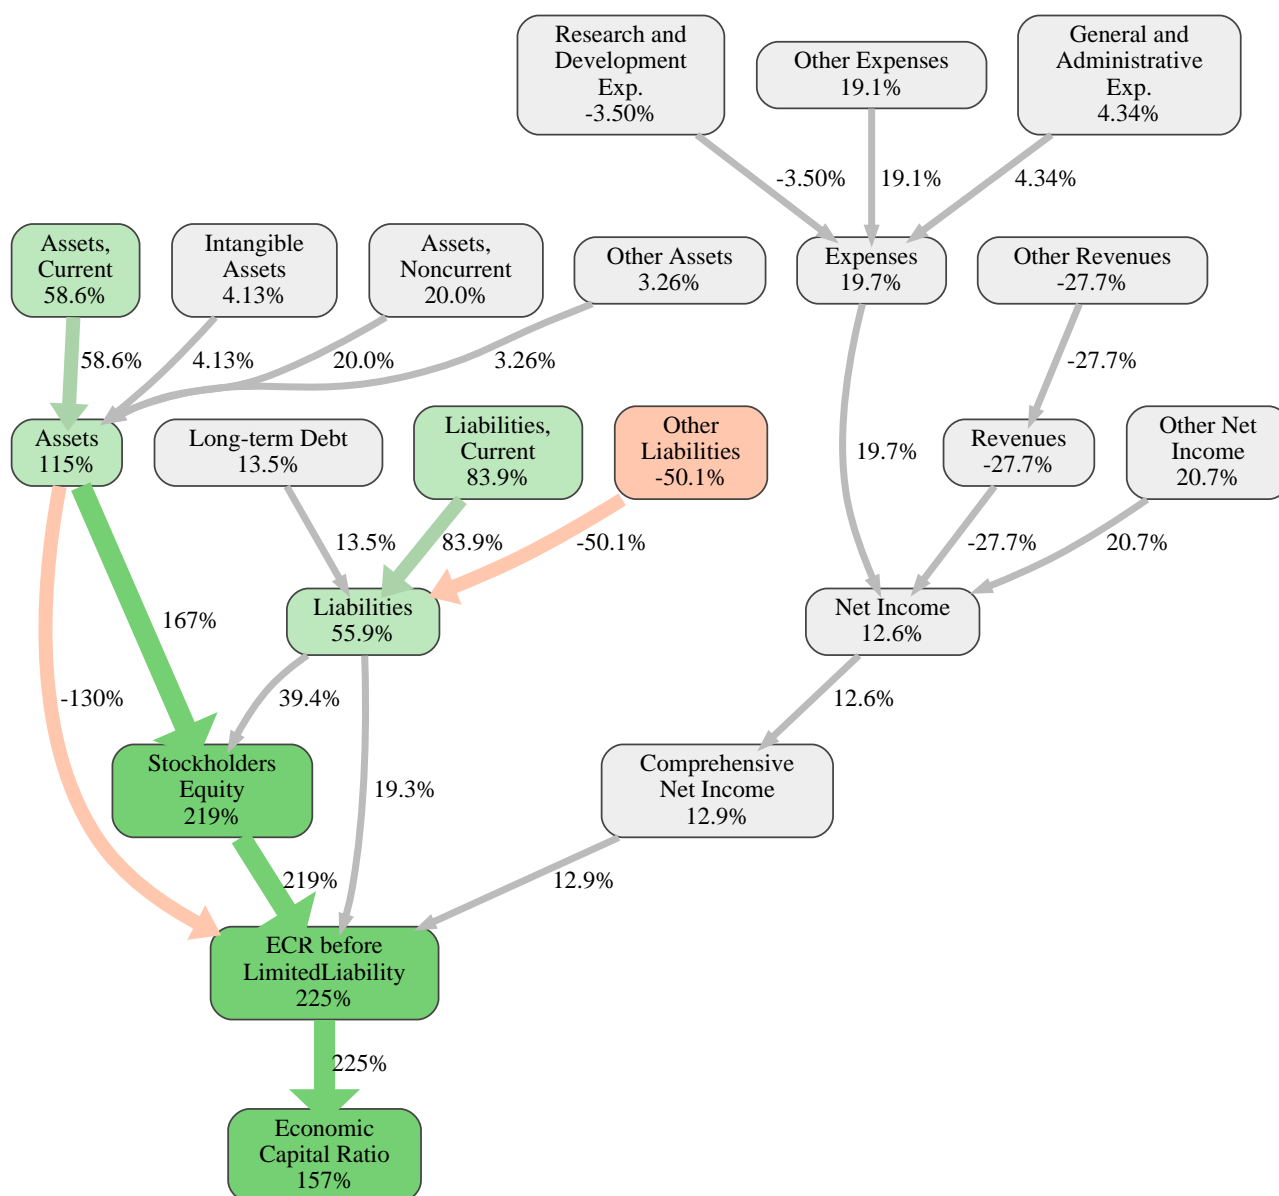 Research and
Development
Exp.
-3.50%
Other Expenses
19.1%
General and
Administrative
Exp.
4.34%
-3.50%
19.1%
4.34%
Assets,
Current
58.6%
Intangible
Assets
4.13%
Assets,
Noncurrent
20.0%
Other Assets
3.26%
Expenses
19.7%
Other Revenues
-27.7%
58.6%
4.13%
20.0%
3.26%
-27.7%
Assets
115%
Long-term Debt
13.5%
Liabilities,
Current
83.9%
Other
Liabilities
-50.1%
19.7%
Revenues
-27.7%
Other Net
Income
20.7%
13.5%
83.9%
-50.1%
-27.7%
20.7%
167%
Liabilities
55.9%
Net Income
12.6%
-130%
39.4%
12.6%
Stockholders
Equity
219%
19.3%
Comprehensive
Net Income
12.9%
219%
12.9%
ECR before
LimitedLiability
225%
225%
Economic
Capital Ratio
157%